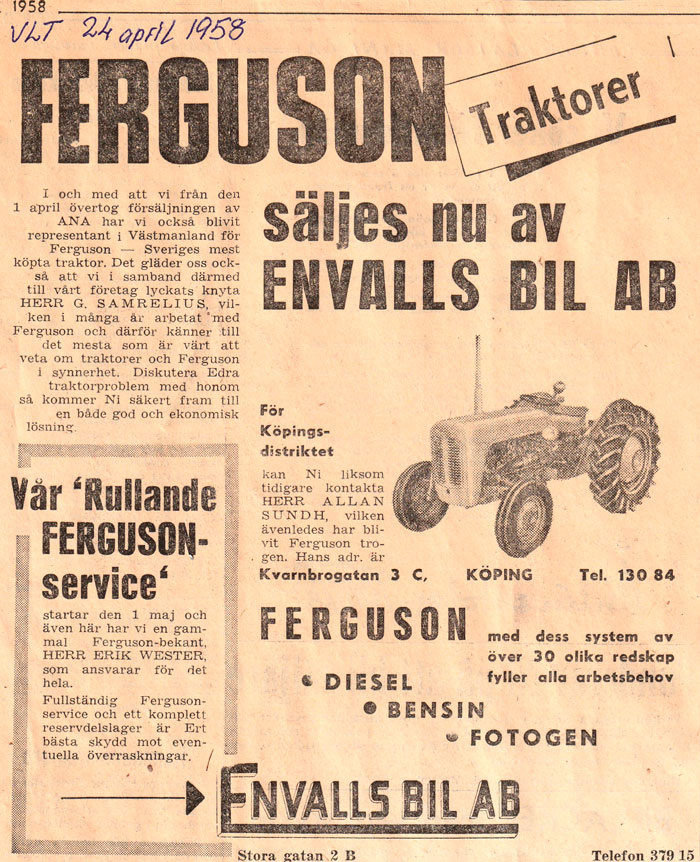 1958
VLT 24 april 1958
FERGUSON
Traktorer
säljes nu av
ENVALLS BIL AB
I och med att vi från den
1 april övertog försäljningen av
ANA har vi också blivit
representant i Västmanland för
Ferguson — Sveriges mest
köpta traktor. Det gläder oss ock-
så att vi i samband därmed
till vårt företag lyckats knyta
HERR G. SAMRELIUS, vil-
ken i många år arbetat med
Ferguson och därför känner till
det mesta som är värt att
veta om traktorer och Ferguson
i synnerhet. Diskutera Edra
traktorproblem med honom
så kommer Ni säkert fram till
en både god och ekonomisk
lösning.
För
Köpings-
distriktet
kan Ni liksom
tidigare kontakta
HERR ALLAN
SUNDH, vilken
ävenledes har bli-
vit Ferguson tro-
gen. Hans adr. är
Kvarnbrogatan 3 C, KÖPING Tel. 130 84
Vår 'Rullande
FERGUSON-
service'
startar den 1 maj och
även här har vi en gam-
mal Ferguson-bekant,
HERR ERIK WESTER,
som ansvarar för det
hela.
Fullständig Ferguson-
service och ett komplett
reservdelslager är Ert
bästa skydd mot even-
tuella överraskningar.
FERGUSON
med dess system av
över 30 olika redskap
fyller alla arbetsbehov
• DIESEL
• BENSIN
• FOTOGEN
ENVALLS BIL AB
Stora gatan 2 B Telefon 379 15